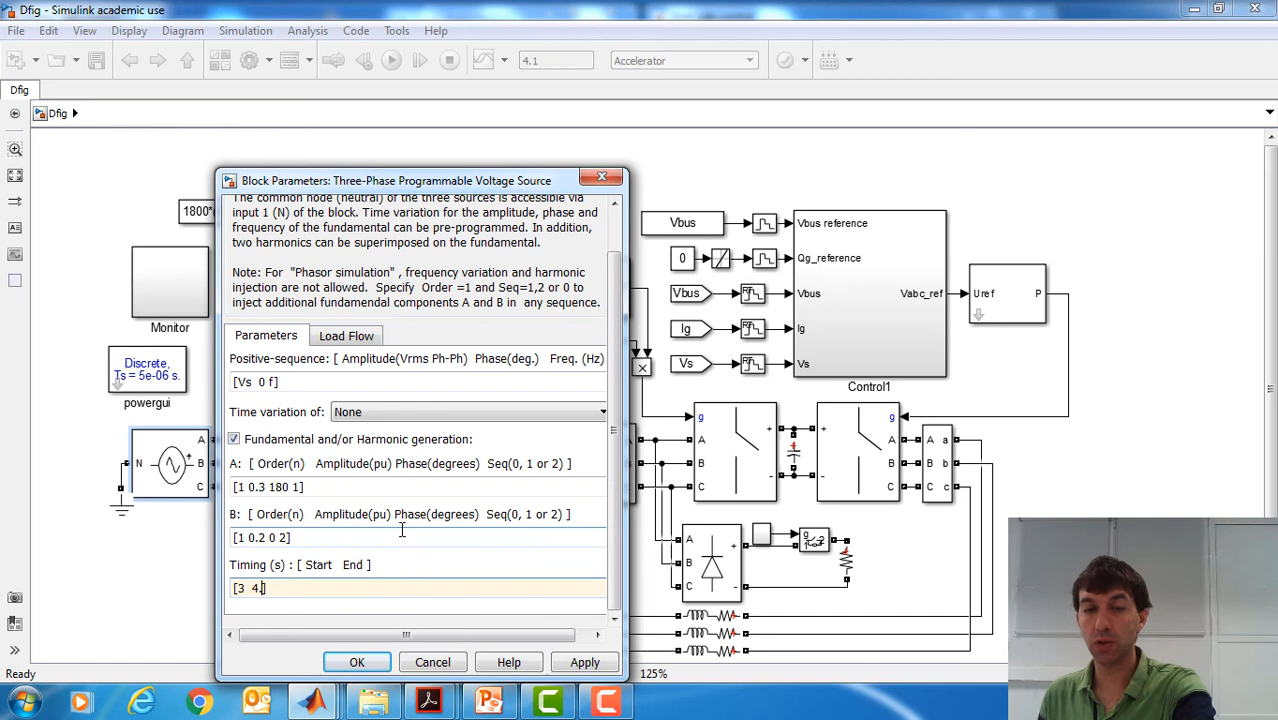 Dfig - Simulink academic use
File Edit View Display Diagram Simulation Analysis Code Tools Help
4.1 Accelerator
Dfig
Dfig
Block Parameters: Three-Phase Programmable Voltage Source
The common node (neutral) of the three sources is accessible via
input 1 (N) of the block. Time variation for the amplitude, phase and
frequency of the fundamental can be pre-programmed. In addition,
two harmonics can be superimposed on the fundamental.
Note: For "Phasor simulation" , frequency variation and harmonic
injection are not allowed. Specify Order =1 and Seq=1,2 or 0 to
inject additional fundamental components A and B in any sequence.
Parameters Load Flow
Positive-sequence: [ Amplitude(Vrms Ph-Ph) Phase(deg.) Freq. (Hz)
[Vs 0 f]
Time variation of: None
Fundamental and/or Harmonic generation:
A: [ Order(n) Amplitude(pu) Phase(degrees) Seq(0, 1 or 2) ]
[1 0.3 180 1]
B: [ Order(n) Amplitude(pu) Phase(degrees) Seq(0, 1 or 2) ]
[1 0.2 0 2]
Timing (s) : [ Start End ]
[3 4.]
OK Cancel Help Apply
Monitor
Discrete,
Ts = 5e-06 s.
powergui
N A
B
C
Vbus
0
Vbus
Ig
Vs
Vbus reference
Qg_reference
Vbus
Ig
Vs
Vabc_ref
Control1
Uref P
g
A
B
C
+
-
+
-
g
A
B
C
A
B
C
a
b
c
A
B
C
+
-
g
1 2
Ready
125%